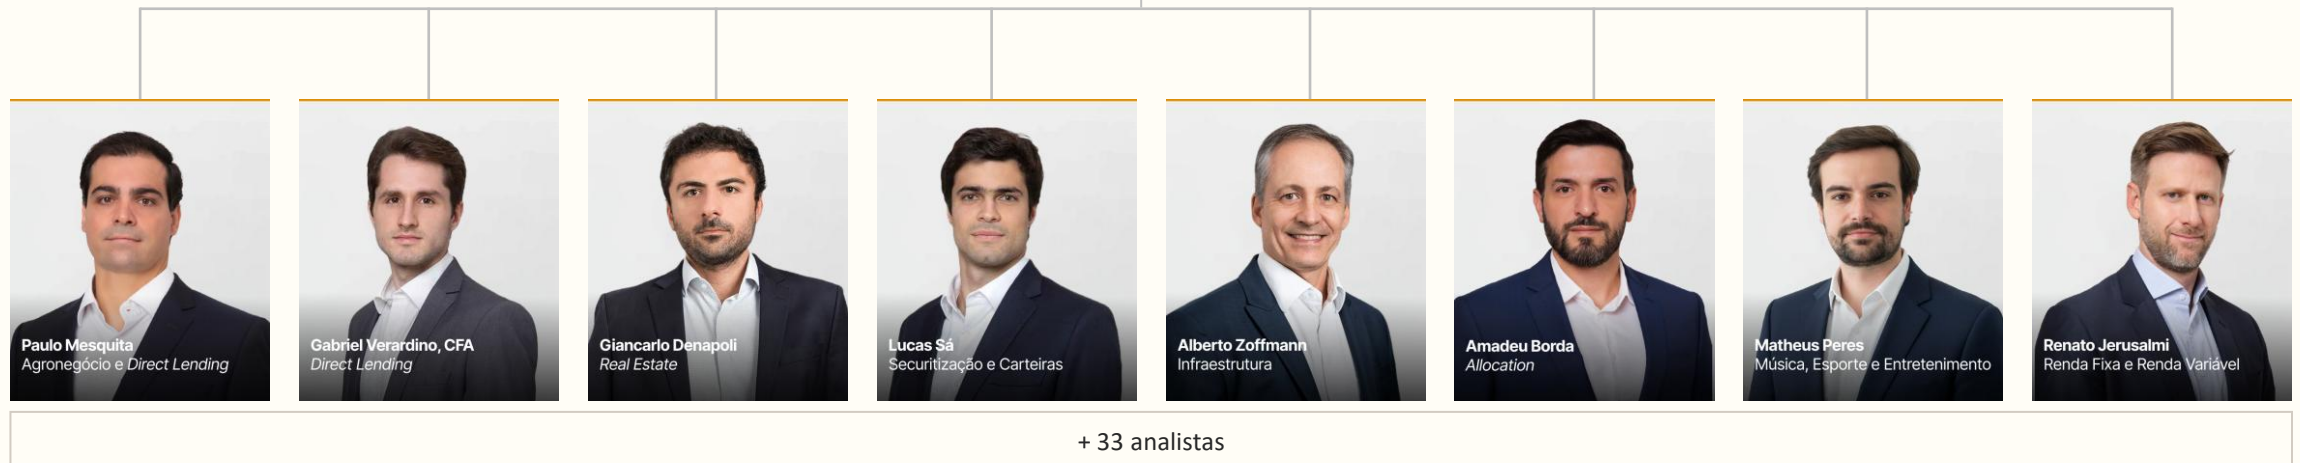 Paulo Mesquita
Agronegócio e Direct Lending
Gabriel Verardino, CFA
Direct Lending
Giancarlo Denapoli
Real Estate
Lucas Sá
Securitização e Carteiras
Alberto Zoffmann
Infraestrutura
Amadeu Borda
Allocation
Matheus Peres
Música, Esporte e Entretenimento
Renato Jerusalmi
Renda Fixa e Renda Variável
+ 33 analistas